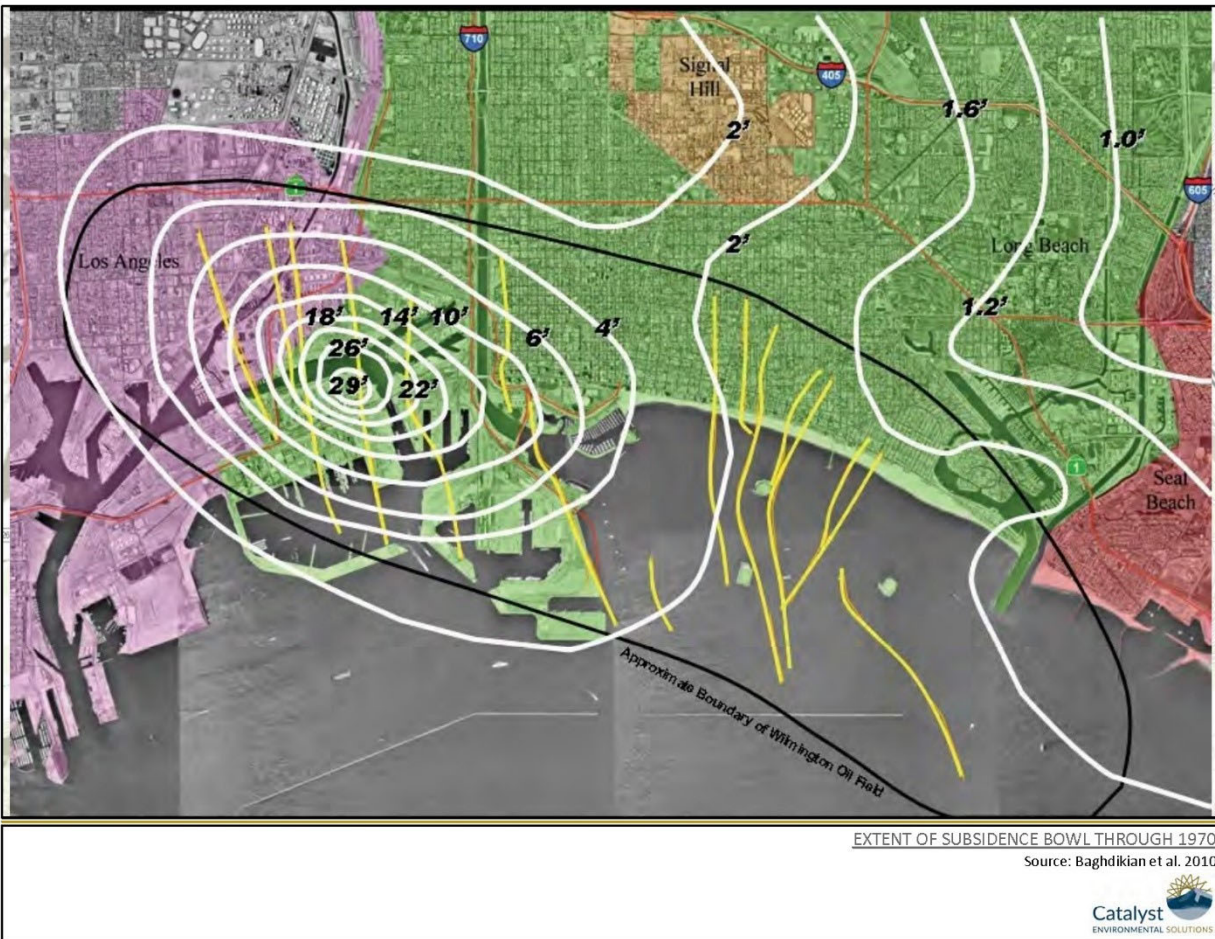 710
Signal
Hill
405
2'
1.6'
1.0'
605
1
Los Angeles
2'
Long Beach
18'
14'
10'
6'
4'
1.2'
26'
29'
22'
1
Seal
Beach
Approximate Boundary of Wilmington Oil Field
EXTENT OF SUBSIDENCE BOWL THROUGH 1970
Source: Baghdikian et al. 2010
Catalyst
ENVIRONMENTAL SOLUTIONS